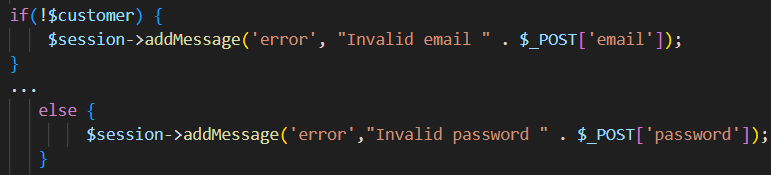 if(!$customer) {
$session->addMessage('error', "Invalid email " . $_POST['email']);
}
...
else {
$session->addMessage('error',"Invalid password " . $_POST['password']);
}